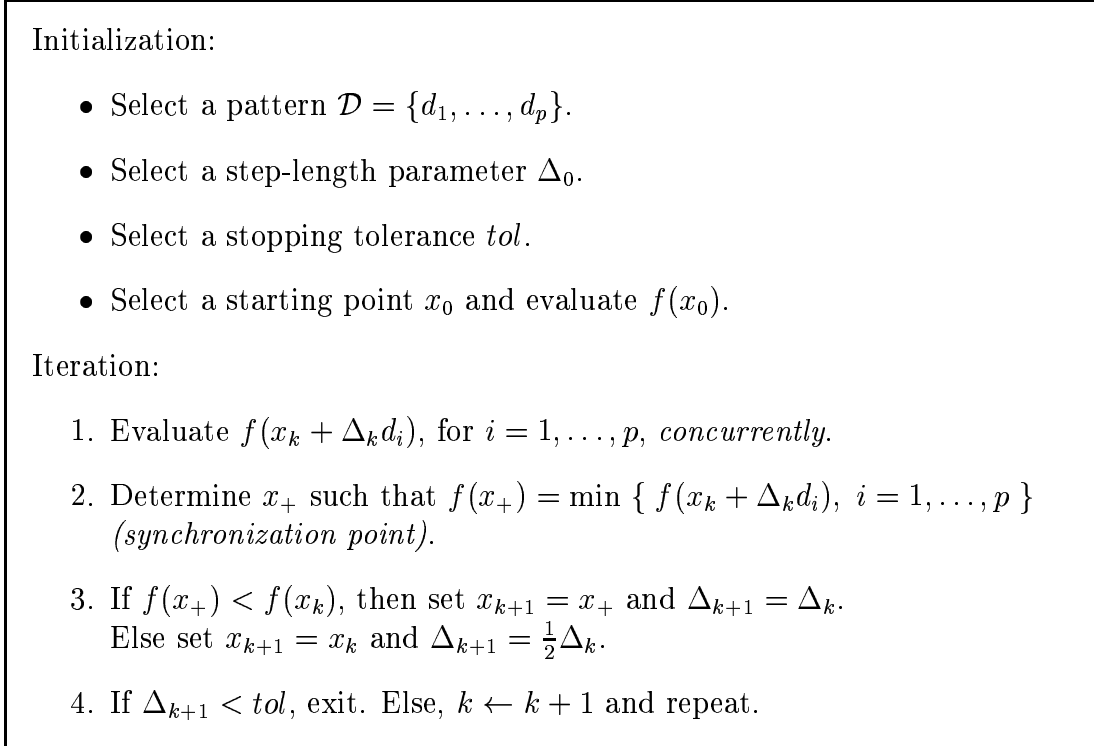 Initialization:
• Select a pattern 𝒟 = {d₁, . . . , dₚ}.
• Select a step-length parameter Δ₀.
• Select a stopping tolerance tol.
• Select a starting point x₀ and evaluate f(x₀).
Iteration:
1. Evaluate f(xₖ + Δₖdᵢ), for i = 1, . . . , p, concurrently.
2. Determine x₊ such that f(x₊) = min { f(xₖ + Δₖdᵢ), i = 1, . . . , p }
(synchronization point).
3. If f(x₊) < f(xₖ), then set xₖ₊₁ = x₊ and Δₖ₊₁ = Δₖ.
Else set xₖ₊₁ = xₖ and Δₖ₊₁ = ½Δₖ.
4. If Δₖ₊₁ < tol, exit. Else, k ← k + 1 and repeat.